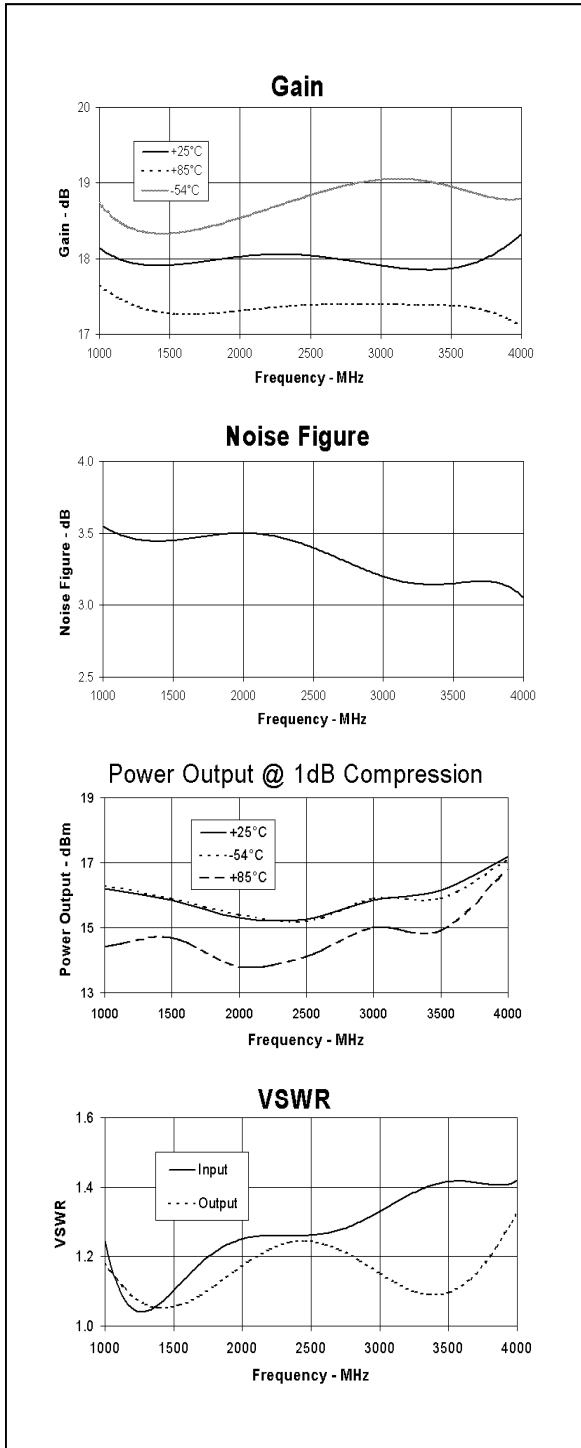 Gain
20
19
18
17
Gain - dB
+25°C
+85°C
-54°C
1000 1500 2000 2500 3000 3500 4000
Frequency - MHz
Noise Figure
4.0
3.5
3.0
2.5
Noise Figure - dB
1000 1500 2000 2500 3000 3500 4000
Frequency - MHz
Power Output @ 1dB Compression
19
17
15
13
Power Output - dBm
+25°C
-54°C
+85°C
1000 1500 2000 2500 3000 3500 4000
Frequency - MHz
VSWR
1.6
1.4
1.2
1.0
VSWR
Input
Output
1000 1500 2000 2500 3000 3500 4000
Frequency - MHz